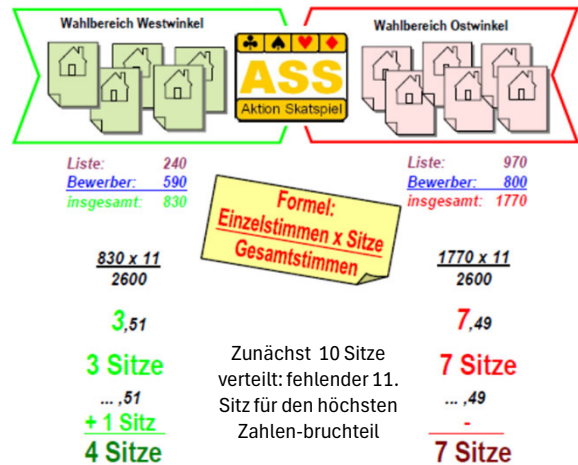 Wahlbereich Westwinkel
Wahlbereich Ostwinkel
ASS
Aktion Skatspiel
Liste: 240
Bewerber: 590
insgesamt: 830
Liste: 970
Bewerber: 800
insgesamt: 1770
Formel:
Einzelstimmen x Sitze
Gesamtstimmen
830 x 11
2600
3,51
3 Sitze
... ,51
+ 1 Sitz
4 Sitze
Zunächst 10 Sitze
verteilt: fehlender 11.
Sitz für den höchsten
Zahlen-bruchteil
1770 x 11
2600
7,49
7 Sitze
... ,49
-
7 Sitze